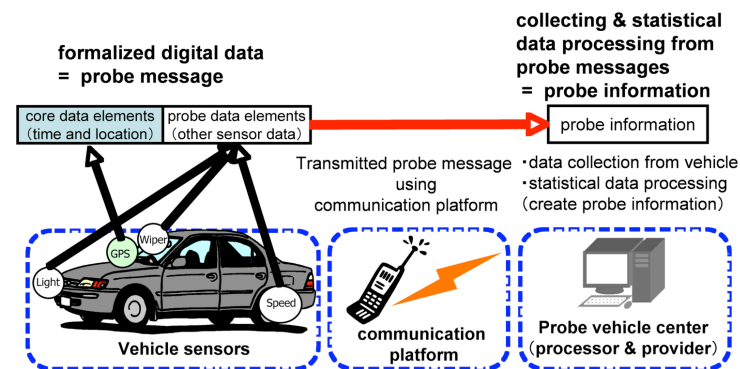 formalized digital data
= probe message
collecting & statistical
data processing from
probe messages
= probe information
core data elements
(time and location)
probe data elements
(other sensor data)
probe information
Transmitted probe message
using
communication platform
・data collection from vehicle
・statistical data processing
（create probe information）
Wiper
GPS
Light
Speed
Vehicle sensors
communication
platform
Probe vehicle center
（processor & provider）